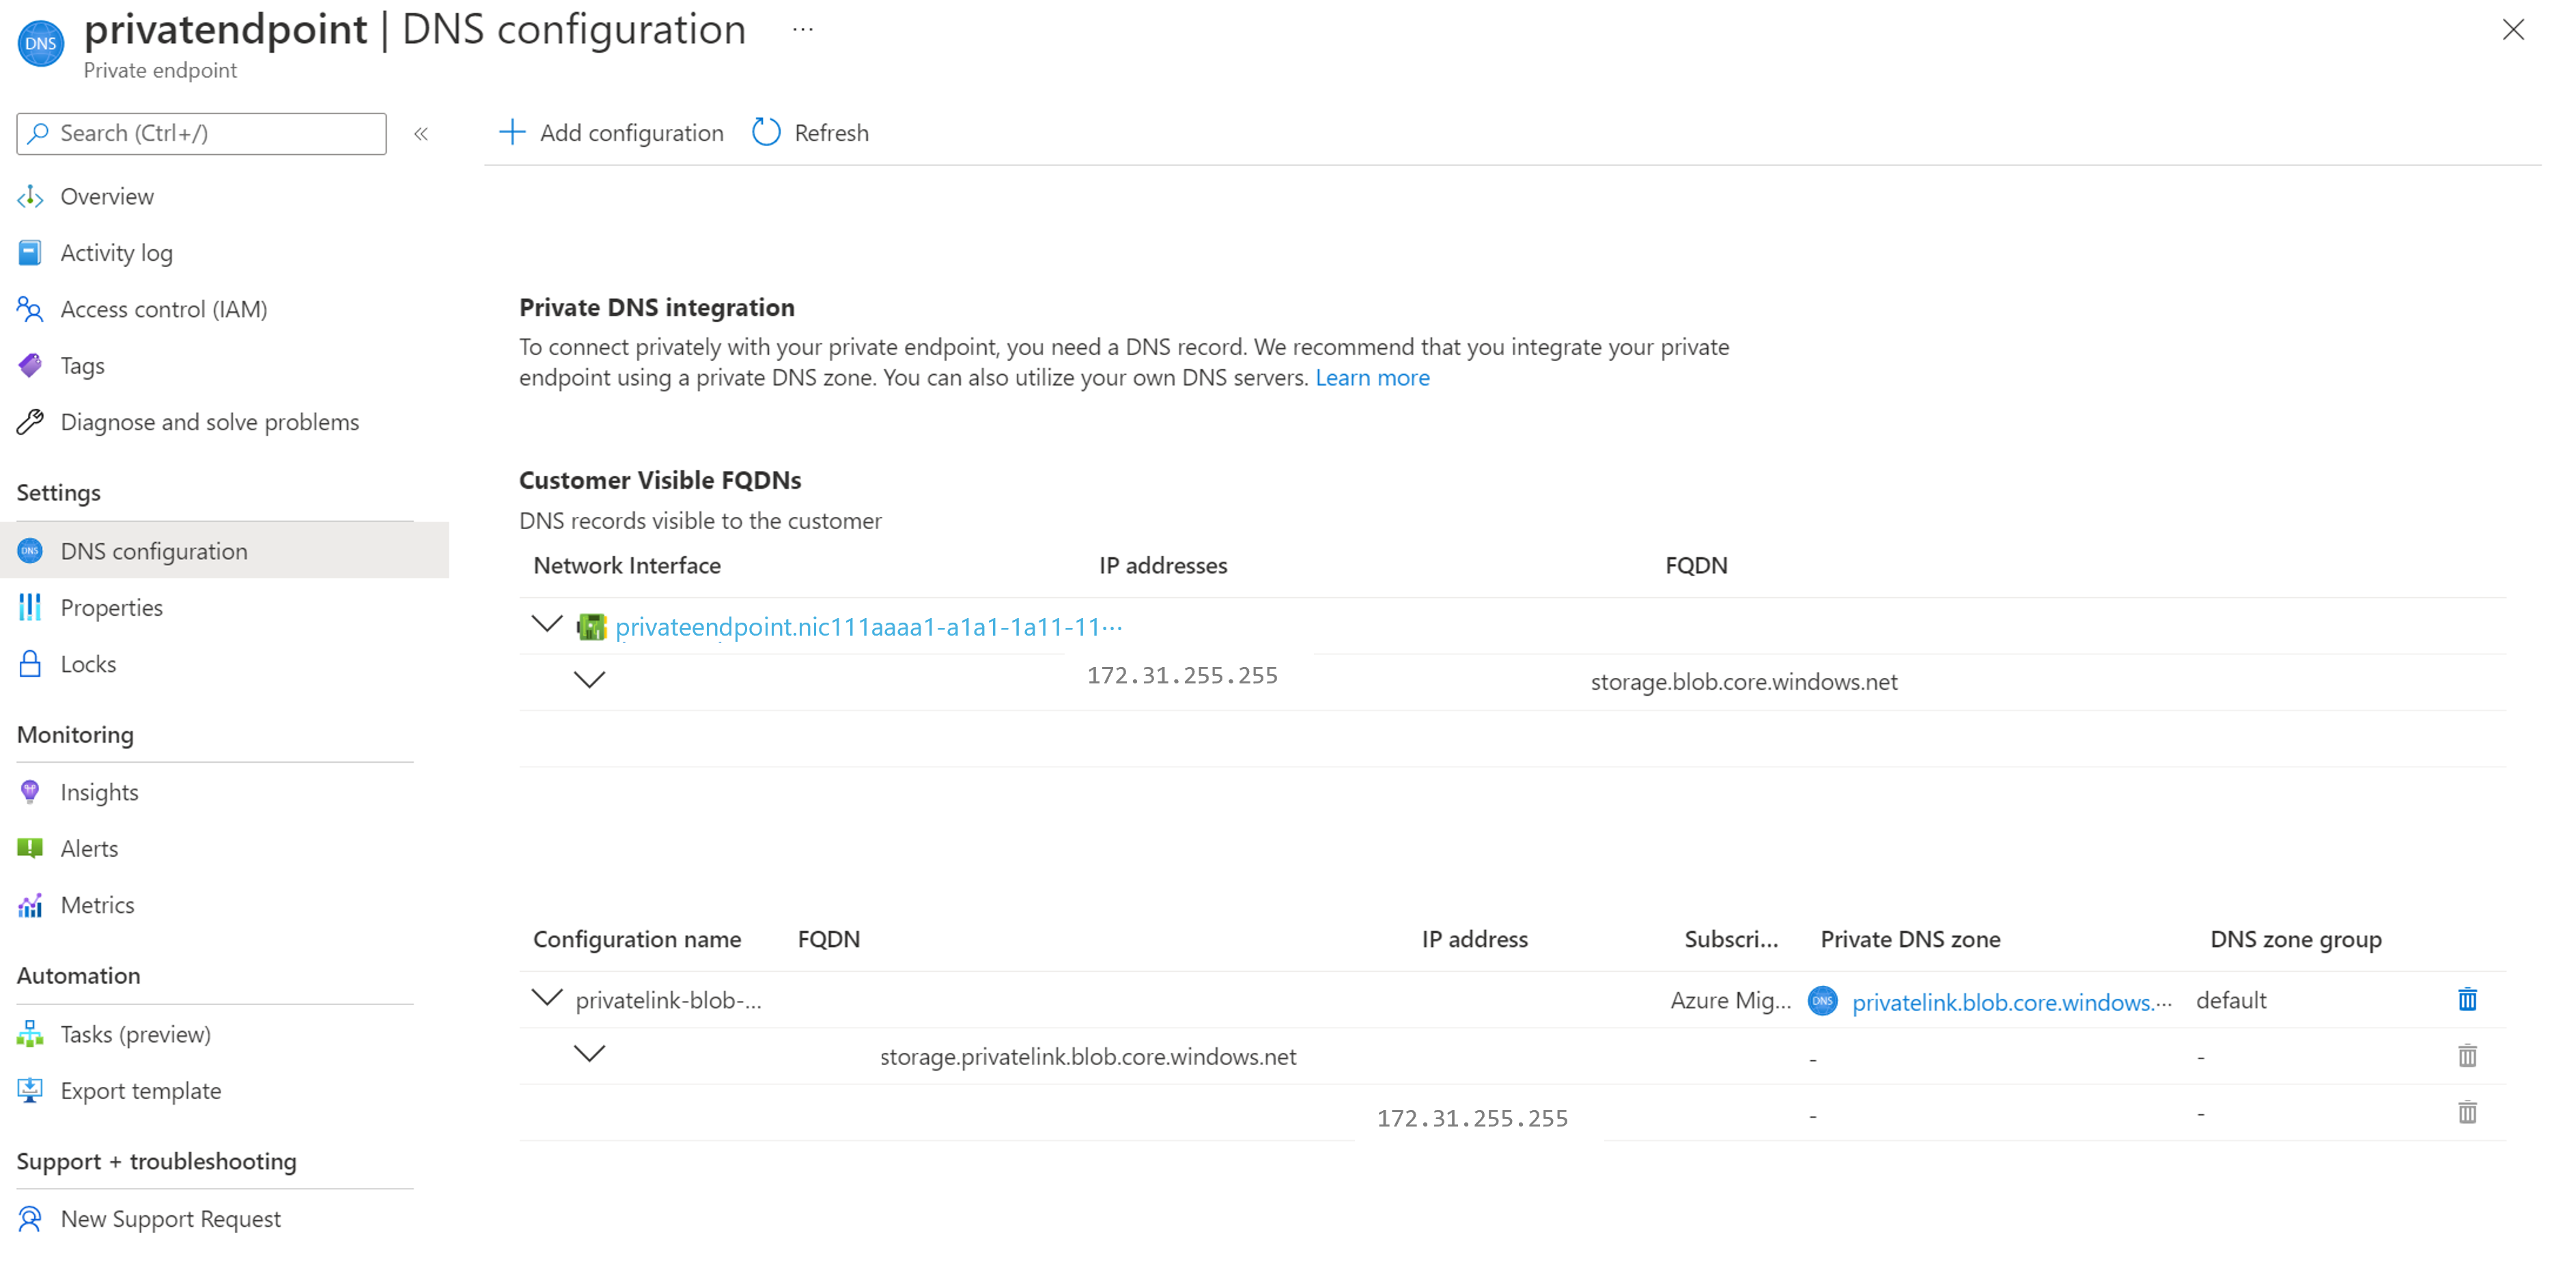 privatendpoint | DNS configuration ...
Private endpoint
Search (Ctrl+/)
Add configuration
Refresh
Overview
Activity log
Access control (IAM)
Tags
Diagnose and solve problems
Settings
DNS configuration
Properties
Locks
Monitoring
Insights
Alerts
Metrics
Automation
Tasks (preview)
Export template
Support + troubleshooting
New Support Request
Private DNS integration
To connect privately with your private endpoint, you need a DNS record. We recommend that you integrate your private
endpoint using a private DNS zone. You can also utilize your own DNS servers. Learn more
Customer Visible FQDNs
DNS records visible to the customer
Network Interface IP addresses FQDN
privateendpoint.nic111aaaa1-a1a1-1a11-11...
172.31.255.255 storage.blob.core.windows.net
Configuration name FQDN IP address Subscri... Private DNS zone DNS zone group
privatelink-blob-... Azure Mig... DNS privatelink.blob.core.windows.... default
storage.privatelink.blob.core.windows.net - -
172.31.255.255 - -